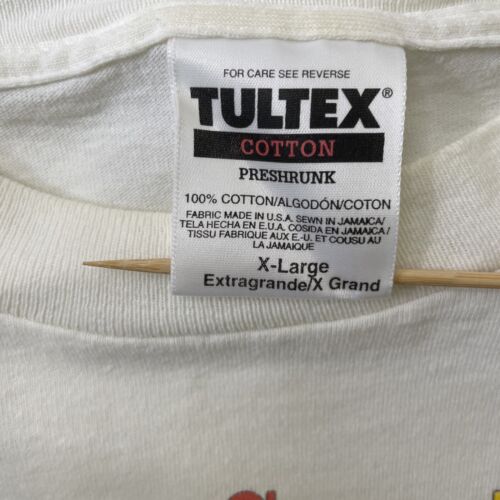 FOR CARE SEE REVERSE
TULTEX®
COTTON
PRESHRUNK
100% COTTON/ALGODÓN/COTON
FABRIC MADE IN U.S.A. SEWN IN JAMAICA/
TELA HECHA EN E.U.A. COSIDA EN JAMAICA/
TISSU FABRIQUE AUX E.-U. ET COUSU AU
LA JAMAIQUE
X-Large
Extragrande/X Grand